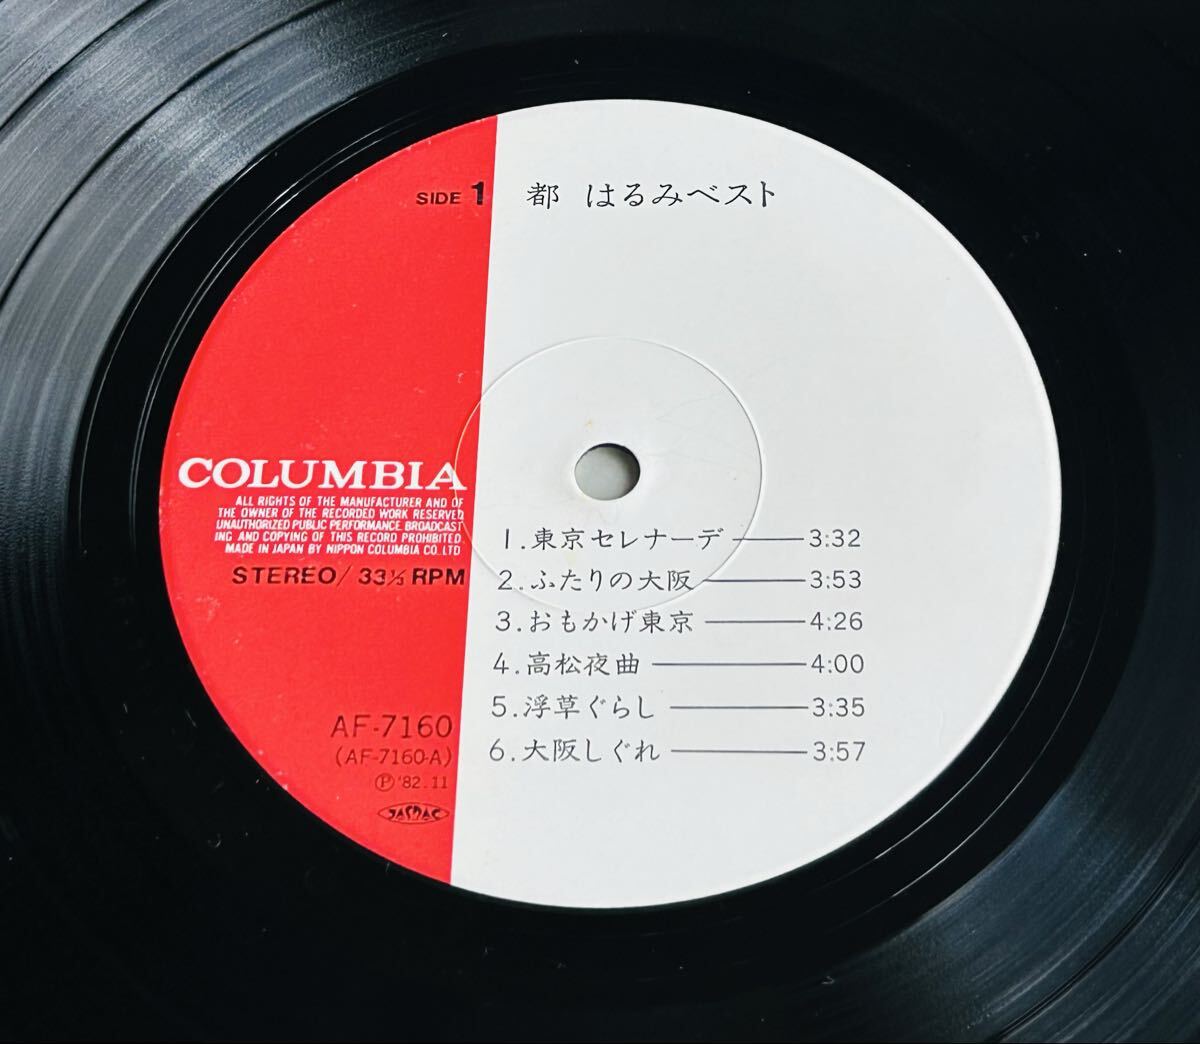 SIDE 1 都 はるみベスト
COLUMBIA
ALL RIGHTS OF THE MANUFACTURER AND OF
THE OWNER OF THE RECORDED WORK RESERVED
UNAUTHORIZED PUBLIC PERFORMANCE BROADCAST
ING AND COPYING OF THIS RECORD PROHIBITED
MADE IN JAPAN BY NIPPON COLUMBIA CO., LTD
STEREO/ 33⅓ RPM
1.東京セレナーデ 3:32
2.ふたりの大阪 3:53
3.おもかげ東京 4:26
4.高松夜曲 4:00
5.浮草ぐらし 3:35
6.大阪しぐれ 3:57
AF-7160
(AF-7160-A)
Ⓟ '82.11
JASRAC